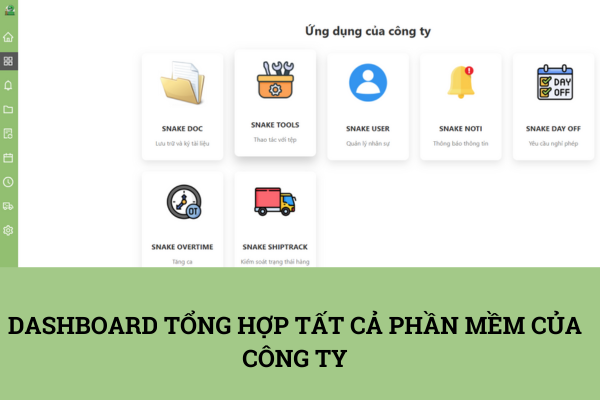 Ứng dụng của công ty
SNAKE DOC
Lưu trữ và ký tài liệu
SNAKE TOOLS
Thao tác với tệp
SNAKE USER
Quản lý nhân sự
1
SNAKE NOTI
Thông báo thông tin
DAY
OFF
SNAKE DAY OFF
Yêu cầu nghỉ phép
OT
SNAKE OVERTIME
Tăng ca
SNAKE SHIPTRACK
Kiểm soát trạng thái hàng
DASHBOARD TỔNG HỢP TẤT CẢ PHẦN MỀM CỦA
CÔNG TY